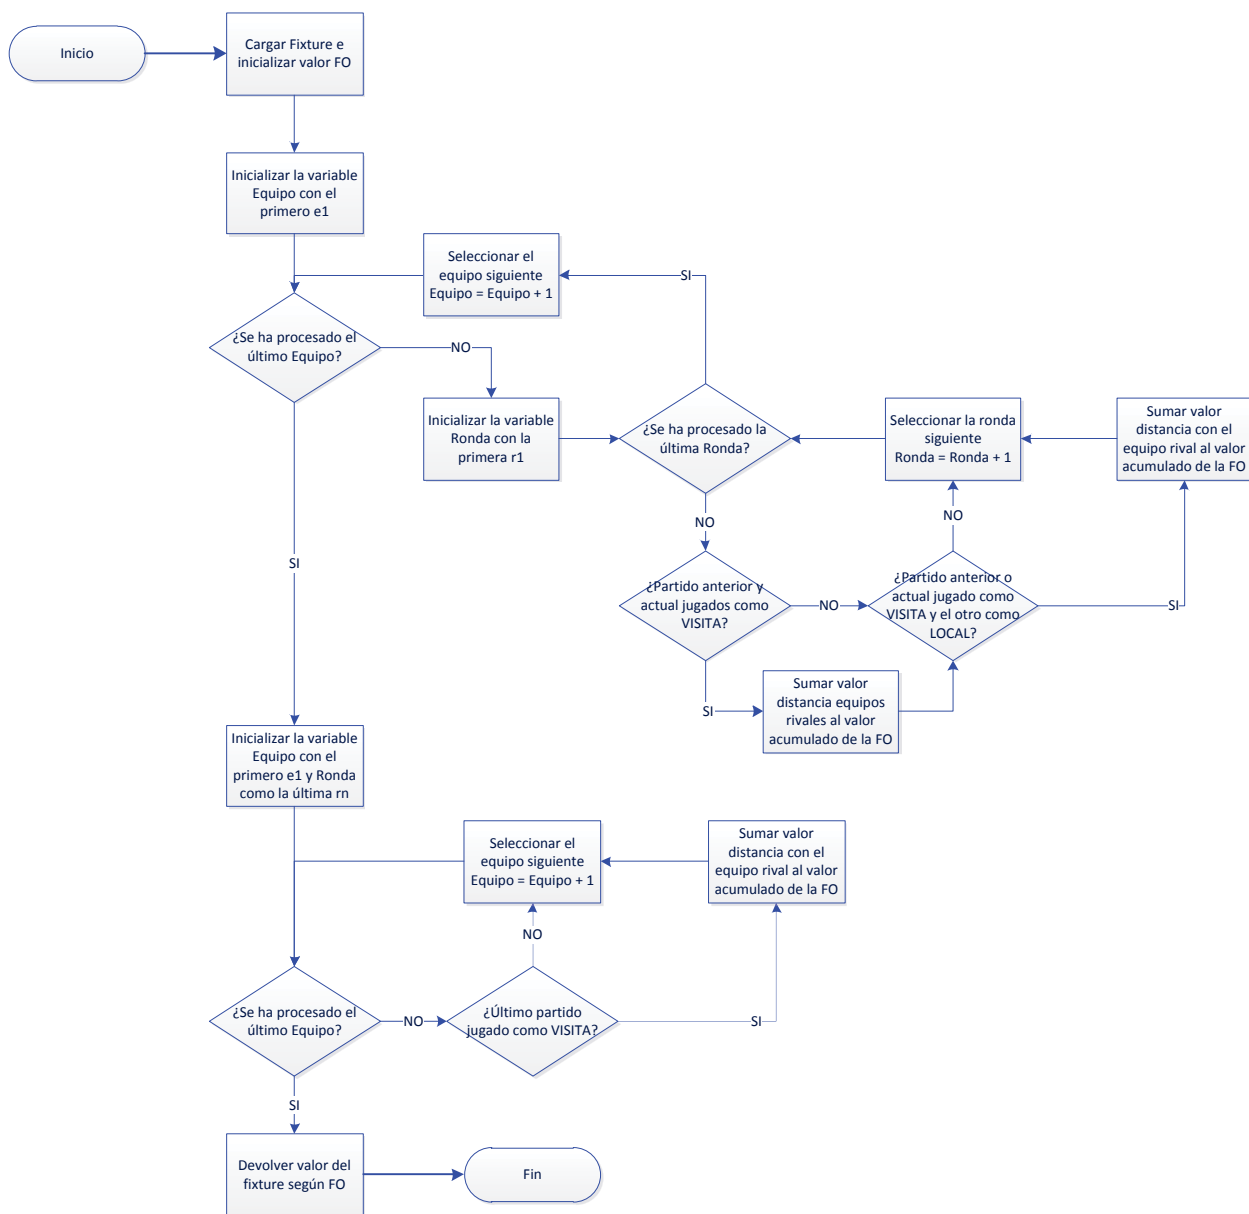 Inicio
Cargar Fixture e
inicializar valor FO
Inicializar la variable
Equipo con el
primero e1
Seleccionar el
equipo siguiente
Equipo = Equipo + 1
SI
¿Se ha procesado el
último Equipo?
NO
Inicializar la variable
Ronda con la
primera r1
¿Se ha procesado la
última Ronda?
Seleccionar la ronda
siguiente
Ronda = Ronda + 1
Sumar valor
distancia con el
equipo rival al valor
acumulado de la FO
NO
NO
SI
¿Partido anterior y
actual jugados como
VISITA?
NO
¿Partido anterior o
actual jugado como
VISITA y el otro como
LOCAL?
SI
SI
Sumar valor
distancia equipos
rivales al valor
acumulado de la FO
Inicializar la variable
Equipo con el
primero e1 y Ronda
como la última rn
Seleccionar el
equipo siguiente
Equipo = Equipo + 1
Sumar valor
distancia con el
equipo rival al valor
acumulado de la FO
NO
¿Se ha procesado el
último Equipo?
NO
¿Último partido
jugado como VISITA?
SI
SI
Devolver valor del
fixture según FO
Fin